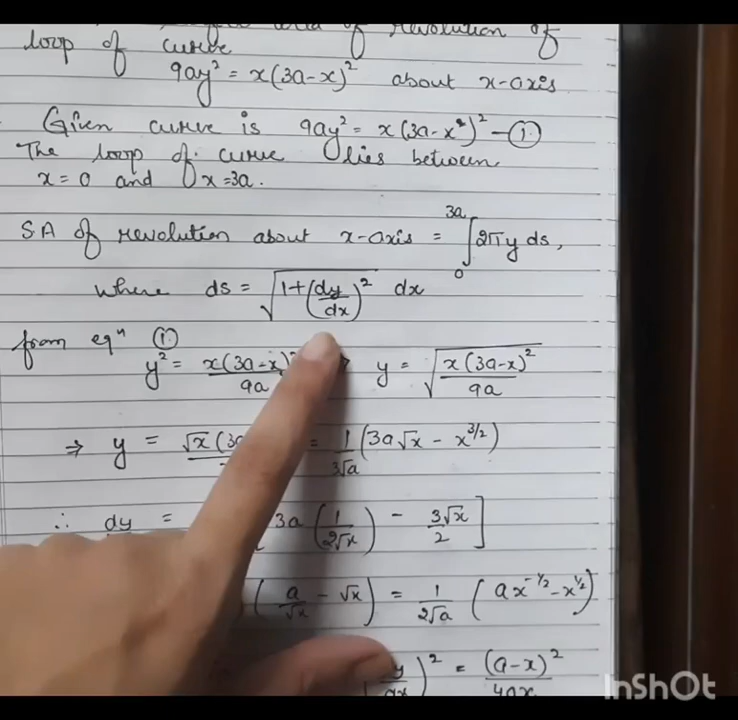 of revolution of
loop of curve
9ay² = x(3a-x)² about x-axis
Given curve is 9ay² = x(3a-x²)² - ①
The loop of curve lies between
x=0 and x=3a.
SA of revolution about x-axis = ∫₀³ᵃ 2πy ds,
where ds = √(1+(dy/dx)²) dx
from eqⁿ ①
y² = x(3a-x)²/9a ⇒ y = √(x(3a-x)²/9a)
⇒ y = √x(3a = 1/3√a (3a√x - x^3/2)
∴ dy = 3a(1/2√x) - 3√x/2]
(a/√x - √x) = 1/2√a (ax^-1/2 - x^1/2)
)² = (a-x)²/4ax
InShOt